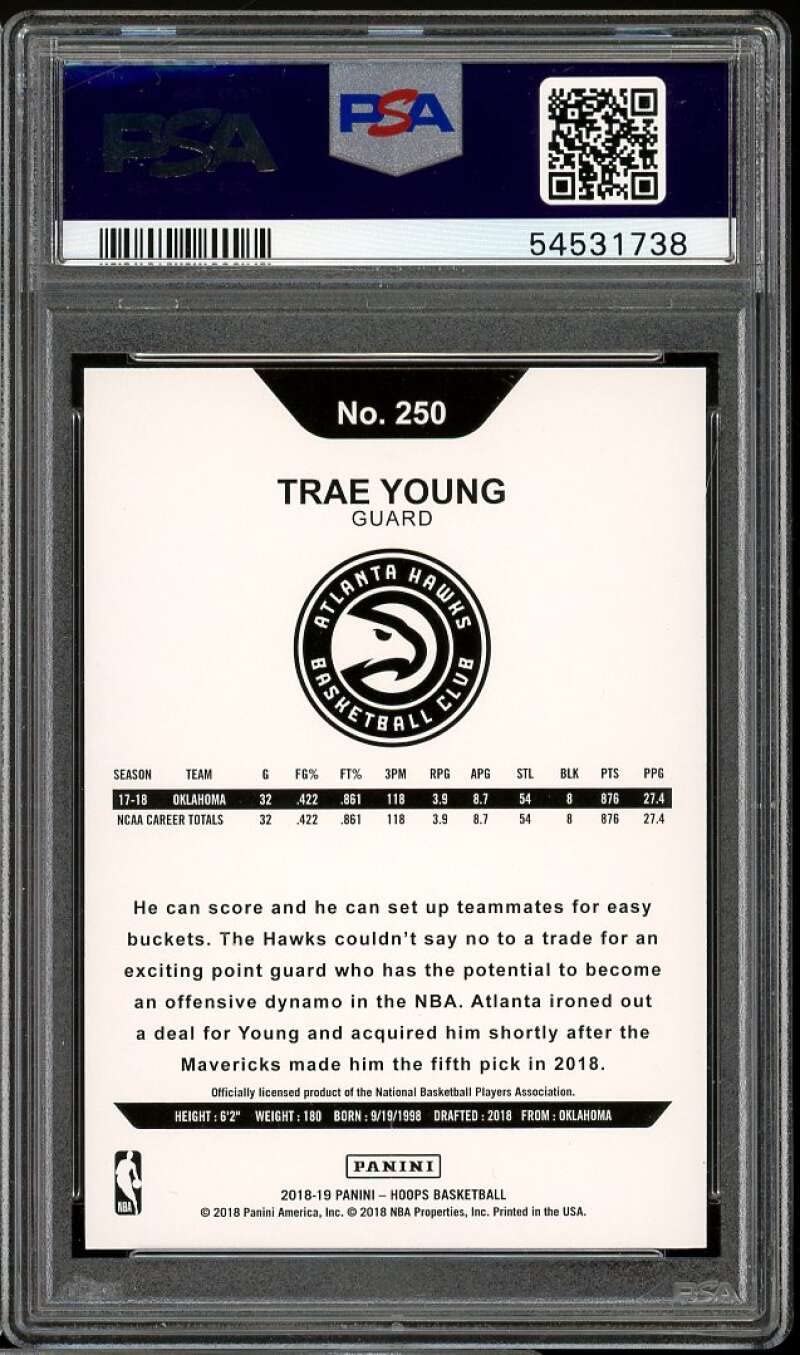 PSA
PSA
54531738
No. 250
TRAE YOUNG
GUARD
ATLANTA HAWKS
BASKETBALL CLUB
SEASON TEAM G FG% FT% 3PM RPG APG STL BLK PTS PPG
17-18 OKLAHOMA 32 .422 .861 118 3.9 8.7 54 8 876 27.4
NCAA CAREER TOTALS 32 .422 .861 118 3.9 8.7 54 8 876 27.4
He can score and he can set up teammates for easy
buckets. The Hawks couldn't say no to a trade for an
exciting point guard who has the potential to become
an offensive dynamo in the NBA. Atlanta ironed out
a deal for Young and acquired him shortly after the
Mavericks made him the fifth pick in 2018.
Officially licensed product of the National Basketball Players Association.
HEIGHT : 6'2" WEIGHT : 180 BORN : 9/19/1998 DRAFTED : 2018 FROM : OKLAHOMA
PANINI
NBA
2018-19 PANINI – HOOPS BASKETBALL
© 2018 Panini America, Inc. © 2018 NBA Properties, Inc. Printed in the USA.
PSA